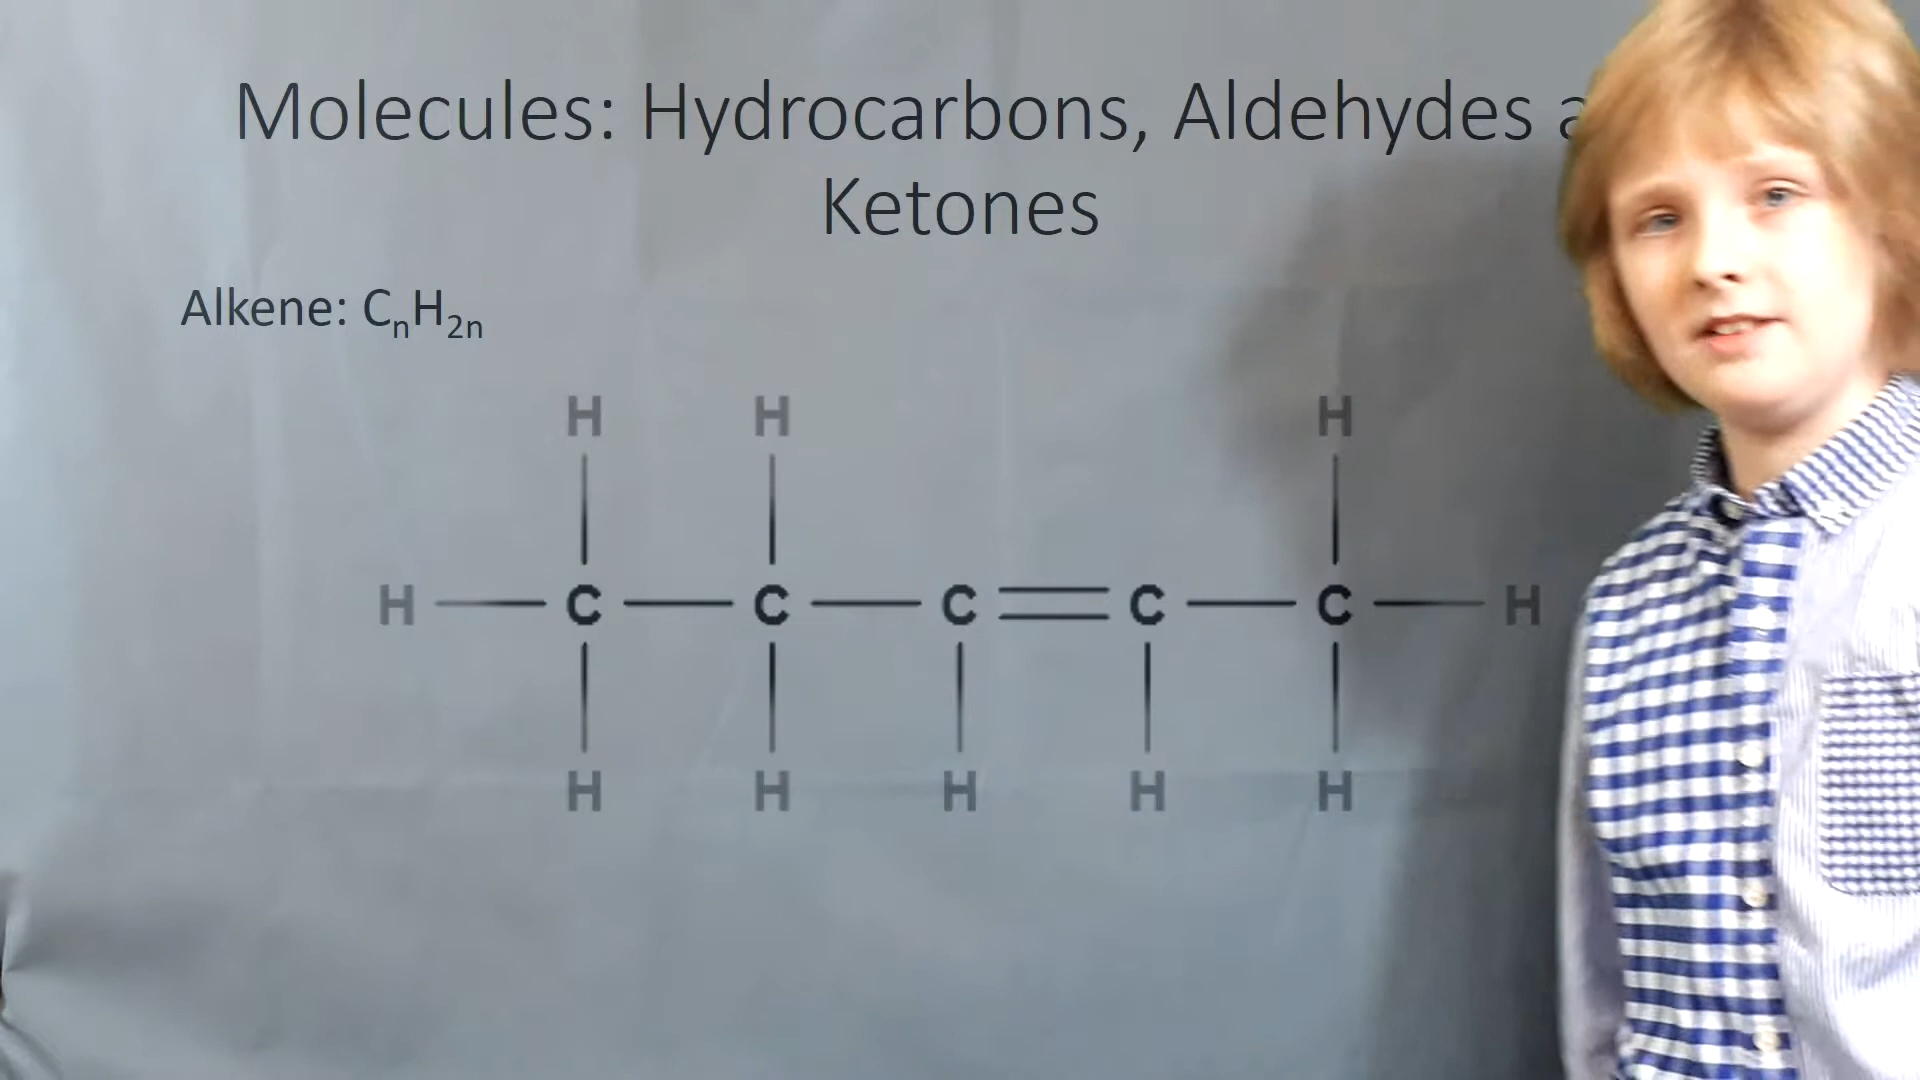 Molecules: Hydrocarbons, Aldehydes a
Ketones
Alkene: CₙH₂ₙ
H H H
H C C C C C H
H H H H H